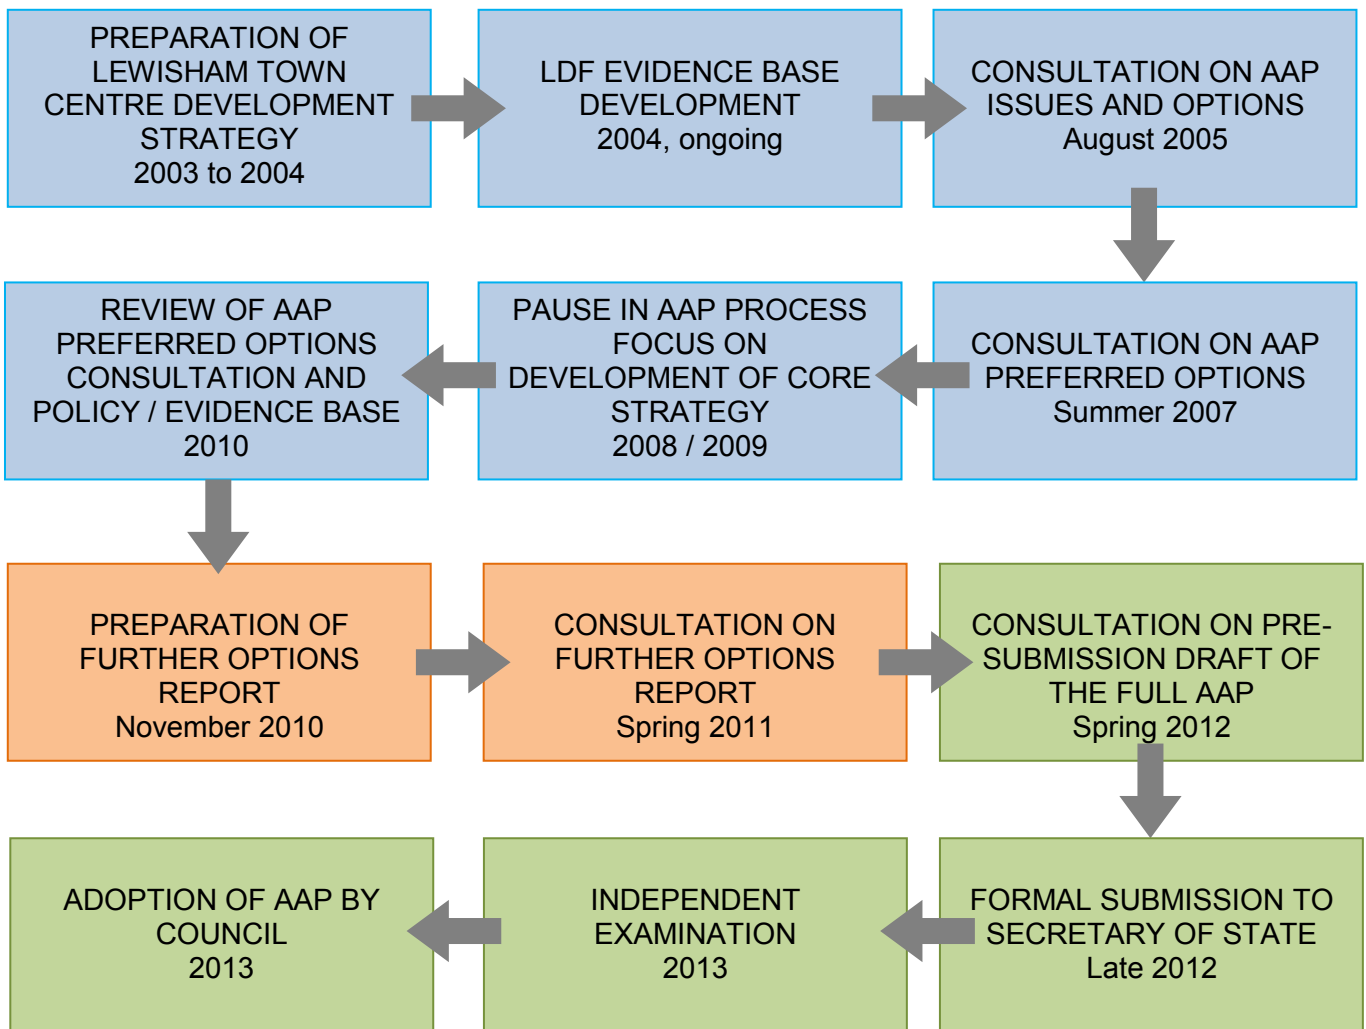 PREPARATION OF
LEWISHAM TOWN
CENTRE DEVELOPMENT
STRATEGY
2003 to 2004
LDF EVIDENCE BASE
DEVELOPMENT
2004, ongoing
CONSULTATION ON AAP
ISSUES AND OPTIONS
August 2005
CONSULTATION ON AAP
PREFERRED OPTIONS
Summer 2007
PAUSE IN AAP PROCESS
FOCUS ON
DEVELOPMENT OF CORE
STRATEGY
2008 / 2009
REVIEW OF AAP
PREFERRED OPTIONS
CONSULTATION AND
POLICY / EVIDENCE BASE
2010
PREPARATION OF
FURTHER OPTIONS
REPORT
November 2010
CONSULTATION ON
FURTHER OPTIONS
REPORT
Spring 2011
CONSULTATION ON PRE-
SUBMISSION DRAFT OF
THE FULL AAP
Spring 2012
FORMAL SUBMISSION TO
SECRETARY OF STATE
Late 2012
INDEPENDENT
EXAMINATION
2013
ADOPTION OF AAP BY
COUNCIL
2013